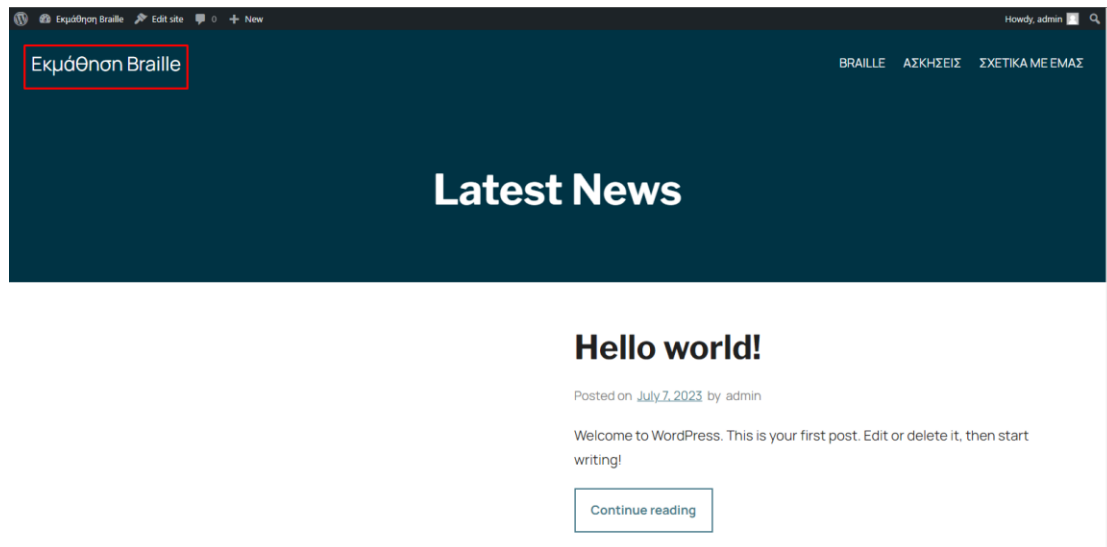 Εκμάθηση Braille Edit site 0 New Howdy, admin
Εκμάθηση Braille BRAILLE ΑΣΚΗΣΕΙΣ ΣΧΕΤΙΚΑ ΜΕ ΕΜΑΣ
Latest News
Hello world!
Posted on July 7, 2023 by admin
Welcome to WordPress. This is your first post. Edit or delete it, then start
writing!
Continue reading